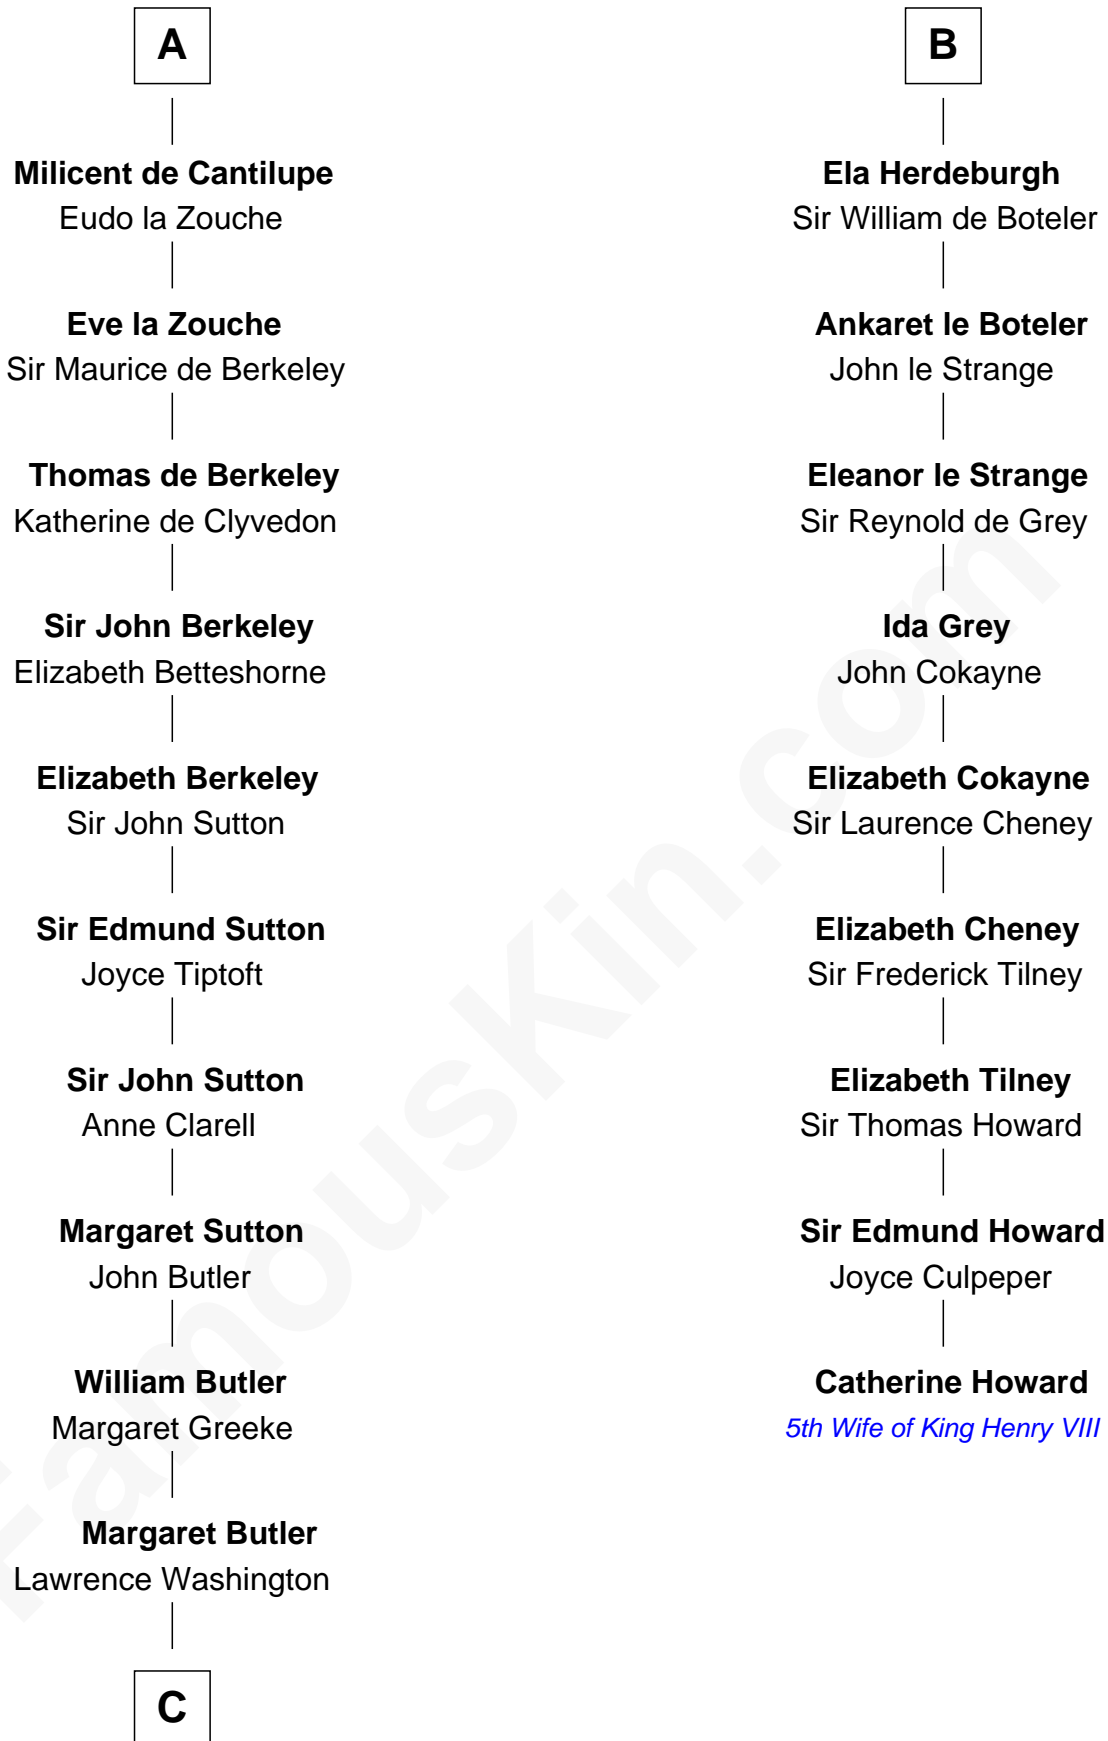 A
Milicent de Cantilupe
Eudo la Zouche
Eve la Zouche
Sir Maurice de Berkeley
Thomas de Berkeley
Katherine de Clyvedon
Sir John Berkeley
Elizabeth Betteshorne
Elizabeth Berkeley
Sir John Sutton
Sir Edmund Sutton
Joyce Tiptoft
Sir John Sutton
Anne Clarell
Margaret Sutton
John Butler
William Butler
Margaret Greeke
Margaret Butler
Lawrence Washington
C
B
Ela Herdeburgh
Sir William de Boteler
Ankaret le Boteler
John le Strange
Eleanor le Strange
Sir Reynold de Grey
Ida Grey
John Cokayne
Elizabeth Cokayne
Sir Laurence Cheney
Elizabeth Cheney
Sir Frederick Tilney
Elizabeth Tilney
Sir Thomas Howard
Sir Edmund Howard
Joyce Culpeper
Catherine Howard
5th Wife of King Henry VIII
FamousKin.com